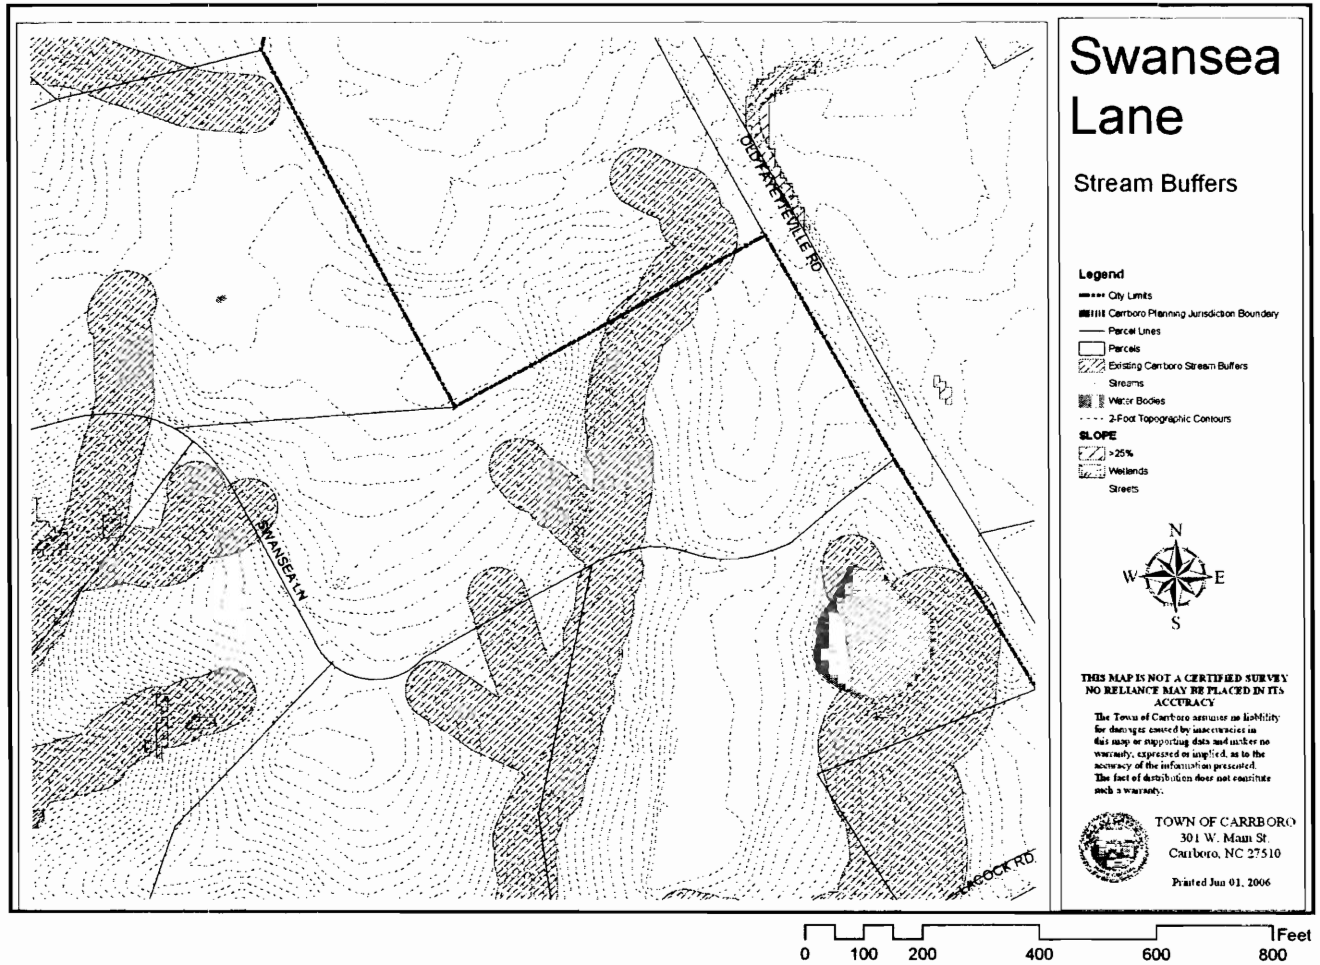 Swansea
Lane
Stream Buffers
OLD FAYETTEVILLE RD
SWANSEA LN
RD
Legend
City Limits
Carrboro Planning Jurisdiction Boundary
Parcel Lines
Parcels
Existing Carrboro Stream Buffers
Streams
Water Bodies
2-Foot Topographic Contours
SLOPE
>25%
Wetlands
Streets
N
W E
S
THIS MAP IS NOT A CERTIFIED SURVEY
NO RELIANCE MAY BE PLACED IN ITS
ACCURACY
The Town of Carrboro assumes no liability
for damages caused by inaccuracies in
this map or supporting data and makes no
warranty, expressed or implied, as to the
accuracy of the information presented.
The fact of distribution does not constitute
such a warranty.
TOWN OF CARRBORO
301 W. Main St.
Carrboro, NC 27510
Printed Jun 01, 2006
Feet
0 100 200 400 600 800